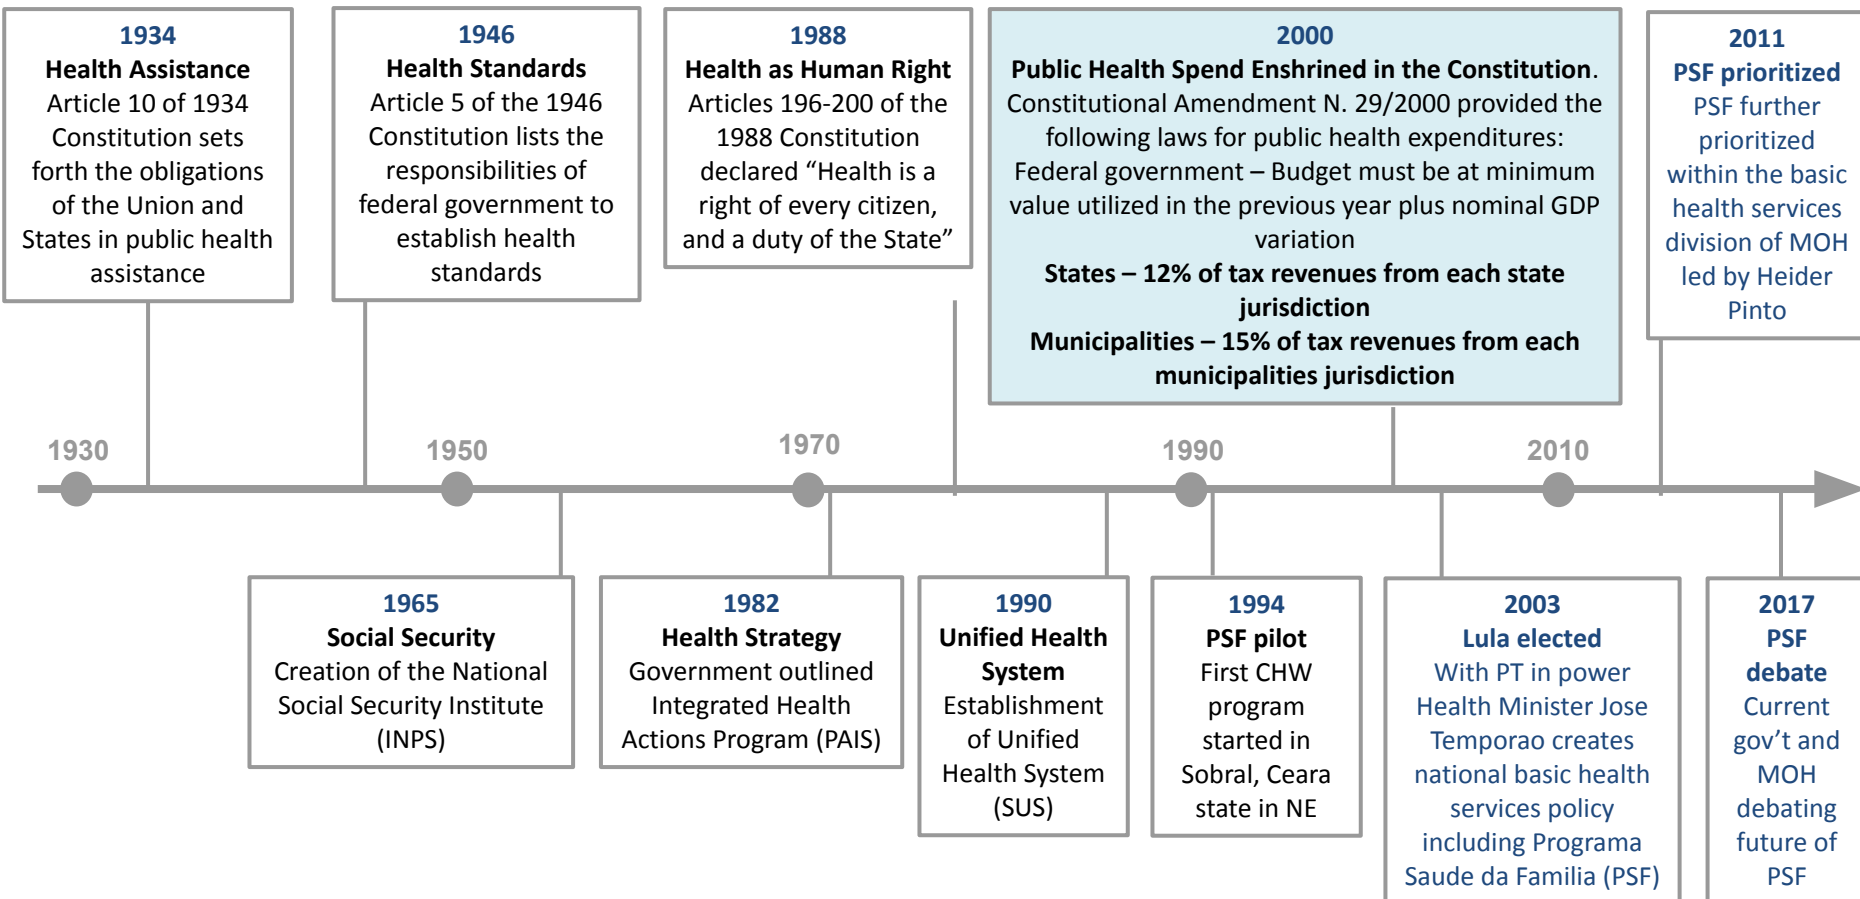 1934
Health Assistance
Article 10 of 1934
Constitution sets
forth the obligations
of the Union and
States in public health
assistance
1946
Health Standards
Article 5 of the 1946
Constitution lists the
responsibilities of
federal government to
establish health
standards
1988
Health as Human Right
Articles 196-200 of the
1988 Constitution
declared “Health is a
right of every citizen,
and a duty of the State”
2000
Public Health Spend Enshrined in the Constitution.
Constitutional Amendment N. 29/2000 provided the
following laws for public health expenditures:
Federal government – Budget must be at minimum
value utilized in the previous year plus nominal GDP
variation
States – 12% of tax revenues from each state
jurisdiction
Municipalities – 15% of tax revenues from each
municipalities jurisdiction
2011
PSF prioritized
PSF further
prioritized
within the basic
health services
division of MOH
led by Heider
Pinto
1930
1950
1970
1990
2010
1965
Social Security
Creation of the National
Social Security Institute
(INPS)
1982
Health Strategy
Government outlined
Integrated Health
Actions Program (PAIS)
1990
Unified Health
System
Establishment
of Unified
Health System
(SUS)
1994
PSF pilot
First CHW
program
started in
Sobral, Ceara
state in NE
2003
Lula elected
With PT in power
Health Minister Jose
Temporao creates
national basic health
services policy
including Programa
Saude da Familia (PSF)
2017
PSF
debate
Current
gov’t and
MOH
debating
future of
PSF